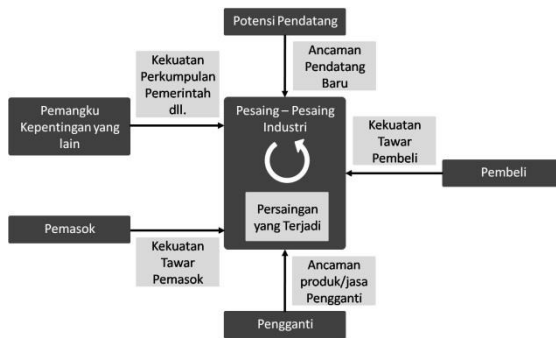 Potensi Pendatang
Ancaman
Pendatang
Baru
Kekuatan
Perkumpulan
Pemerintah
dll.
Pemangku
Kepentingan yang
lain
Pesaing – Pesaing
Industri
Kekuatan
Tawar
Pembeli
Pembeli
Persaingan
yang Terjadi
Pemasok
Kekuatan
Tawar
Pemasok
Ancaman
produk/jasa
Pengganti
Pengganti